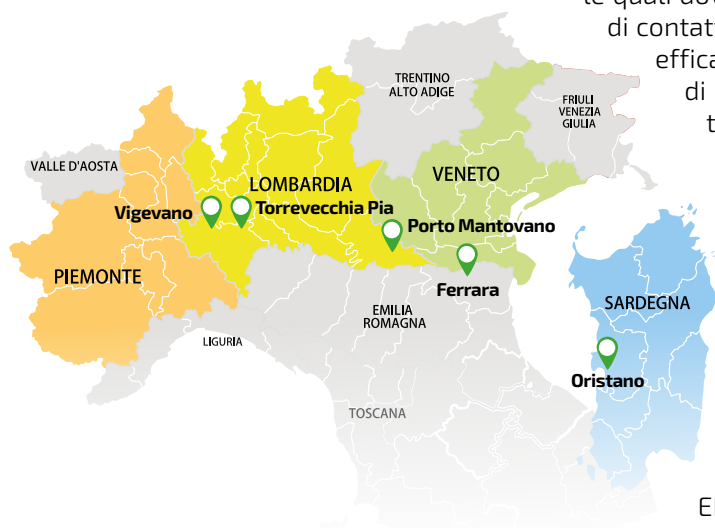 di contatt
effica
di
t
TRENTINO
ALTO ADIGE
FRIULI
VENEZIA
GIULIA
VALLE D'AOSTA
LOMBARDIA
VENETO
Vigevano
Torrevecchia Pia
Porto Mantovano
PIEMONTE
Ferrara
SARDEGNA
EMILIA
ROMAGNA
LIGURIA
Oristano
TOSCANA